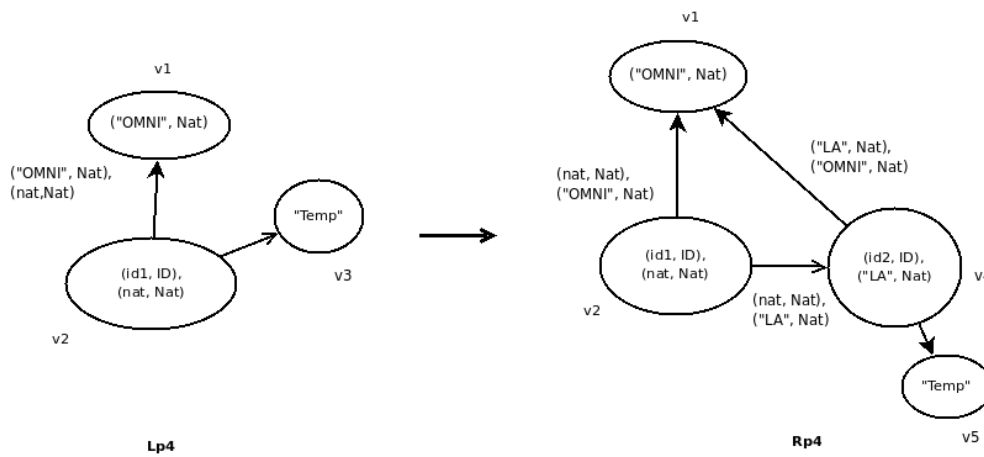 v1
("OMNI", Nat)
("OMNI", Nat),
(nat,Nat)
"Temp"
v3
(id1, ID),
(nat, Nat)
v2
Lp4
v1
("OMNI", Nat)
(nat, Nat),
("OMNI", Nat)
("LA", Nat),
("OMNI", Nat)
(id1, ID),
(nat, Nat)
v2
(nat, Nat),
("LA", Nat)
(id2, ID),
("LA", Nat)
"Temp"
v5
Rp4